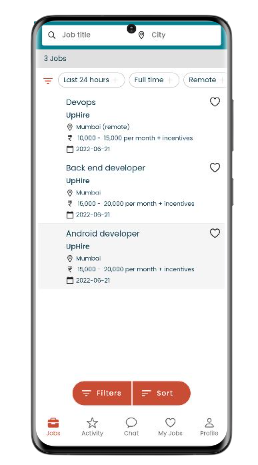 Job title
City
3 Jobs
Last 24 hours
Full time
Remote
Devops
UpHire
Mumbai (remote)
₹ 10,000 - 15,000 per month + incentives
2022-06-21
Back end developer
UpHire
Mumbai
₹ 15,000 - 20,000 per month + incentives
2022-06-21
Android developer
UpHire
Mumbai
₹ 15,000 - 20,000 per month + incentives
2022-06-21
Filters
Sort
Jobs
Activity
Chat
My Jobs
Profile